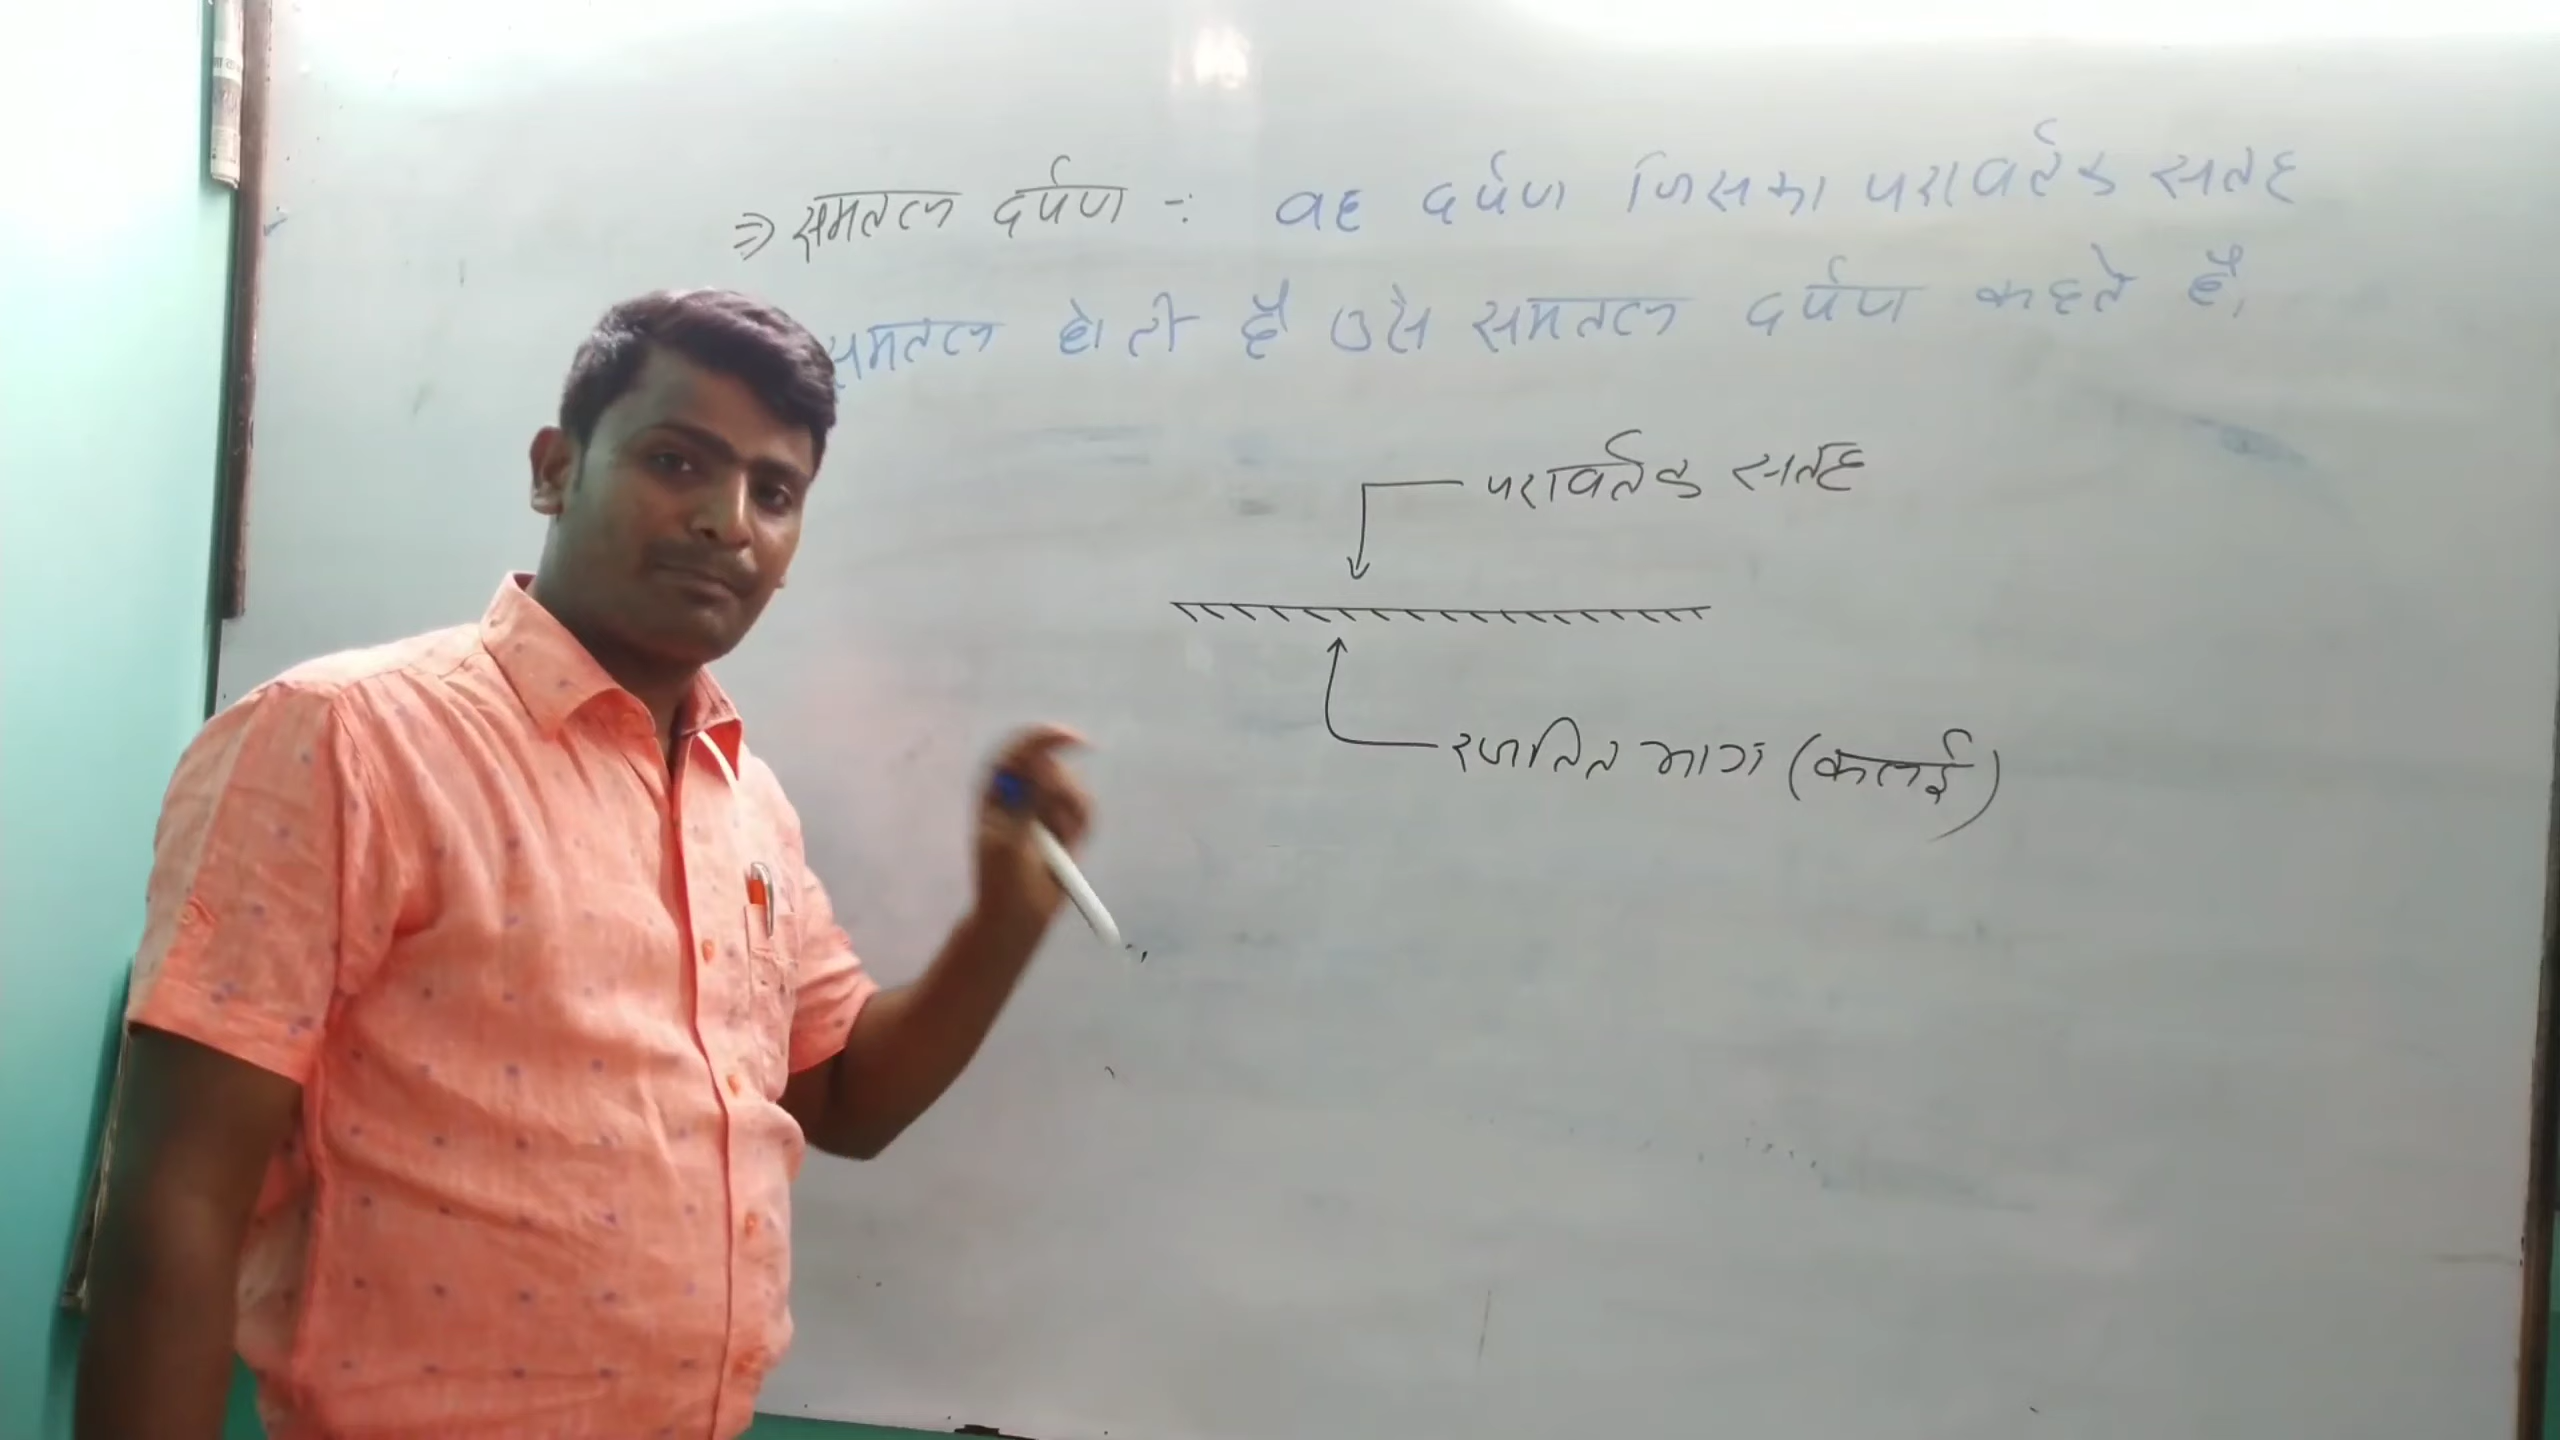 ⇒ समतल दर्पण -: वह दर्पण जिसका परावर्तक सतह
समतल होती है उसे समतल दर्पण कहते है,
परावर्तक सतह
रजतित भाग (कलई)